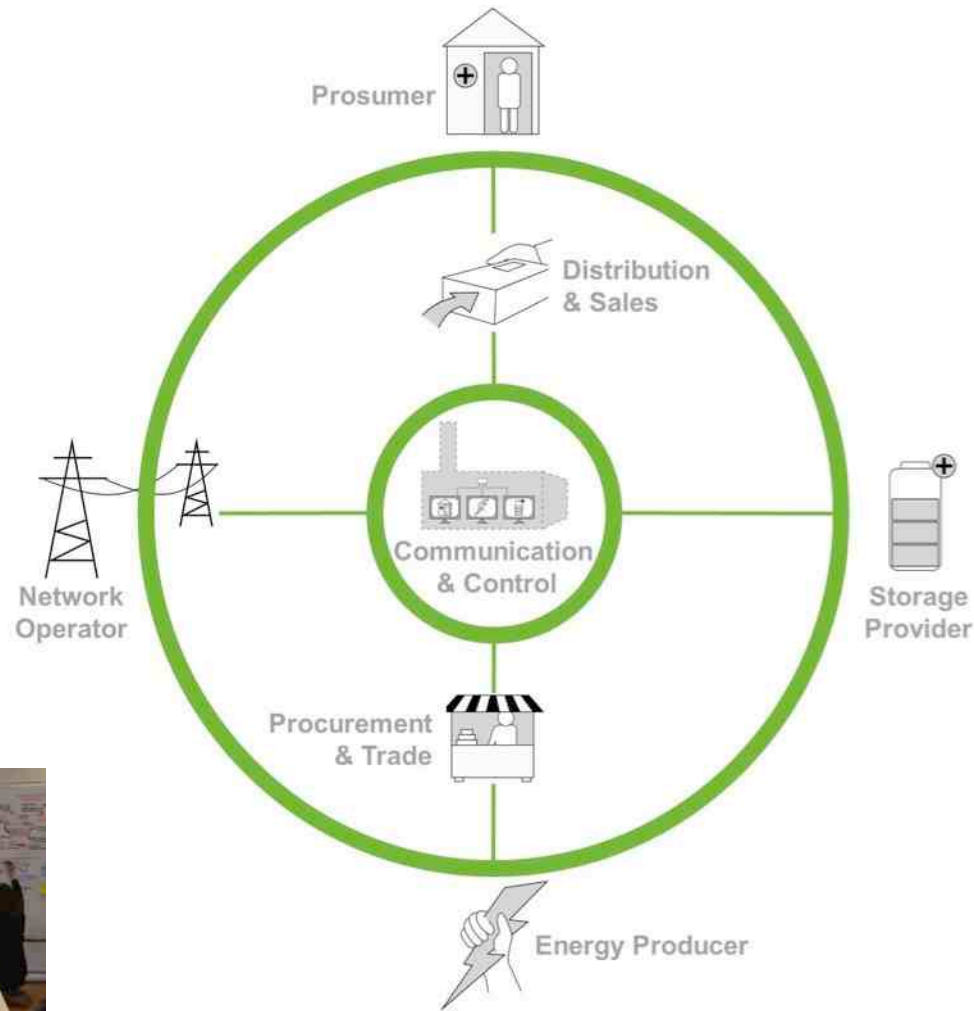 Prosumer
Distribution
& Sales
Communication
& Control
Network
Operator
Storage
Provider
Procurement
& Trade
Energy Producer